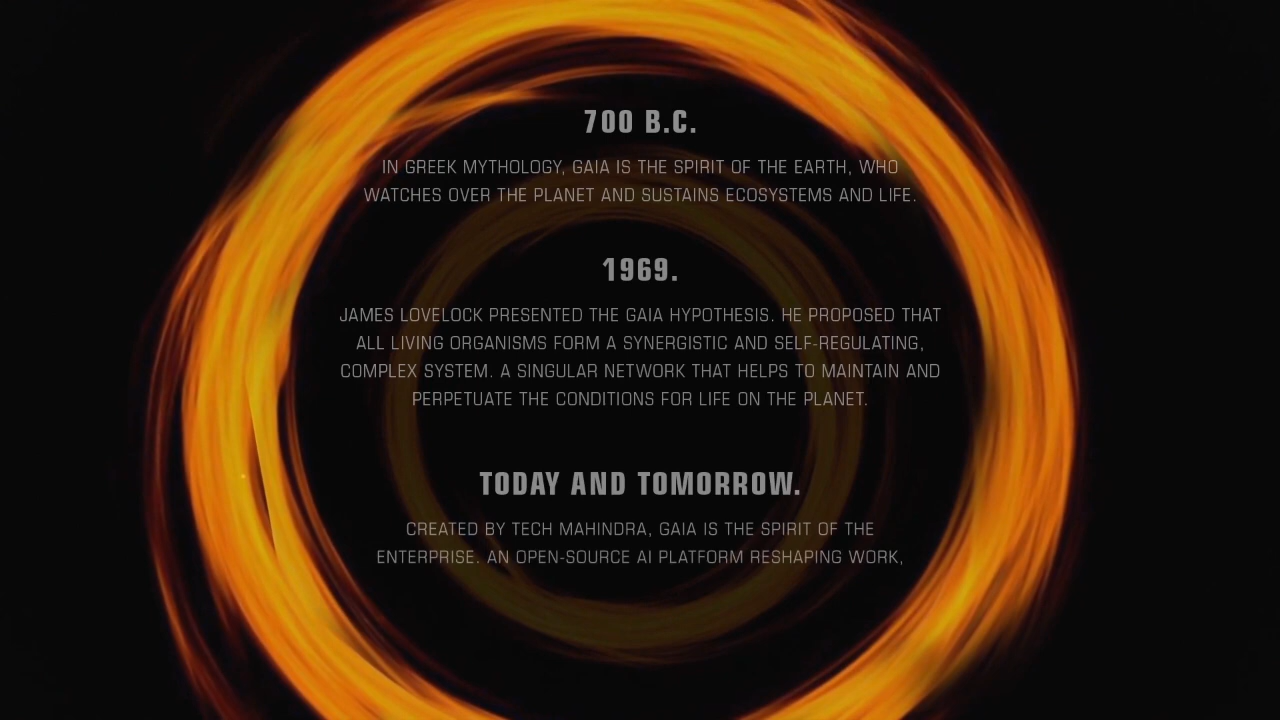 700 B.C.
IN GREEK MYTHOLOGY, GAIA IS THE SPIRIT OF THE EARTH, WHO
WATCHES OVER THE PLANET AND SUSTAINS ECOSYSTEMS AND LIFE.
1969.
JAMES LOVELOCK PRESENTED THE GAIA HYPOTHESIS. HE PROPOSED THAT
ALL LIVING ORGANISMS FORM A SYNERGISTIC AND SELF-REGULATING,
COMPLEX SYSTEM. A SINGULAR NETWORK THAT HELPS TO MAINTAIN AND
PERPETUATE THE CONDITIONS FOR LIFE ON THE PLANET.
TODAY AND TOMORROW.
CREATED BY TECH MAHINDRA, GAIA IS THE SPIRIT OF THE
ENTERPRISE. AN OPEN-SOURCE AI PLATFORM RESHAPING WORK,